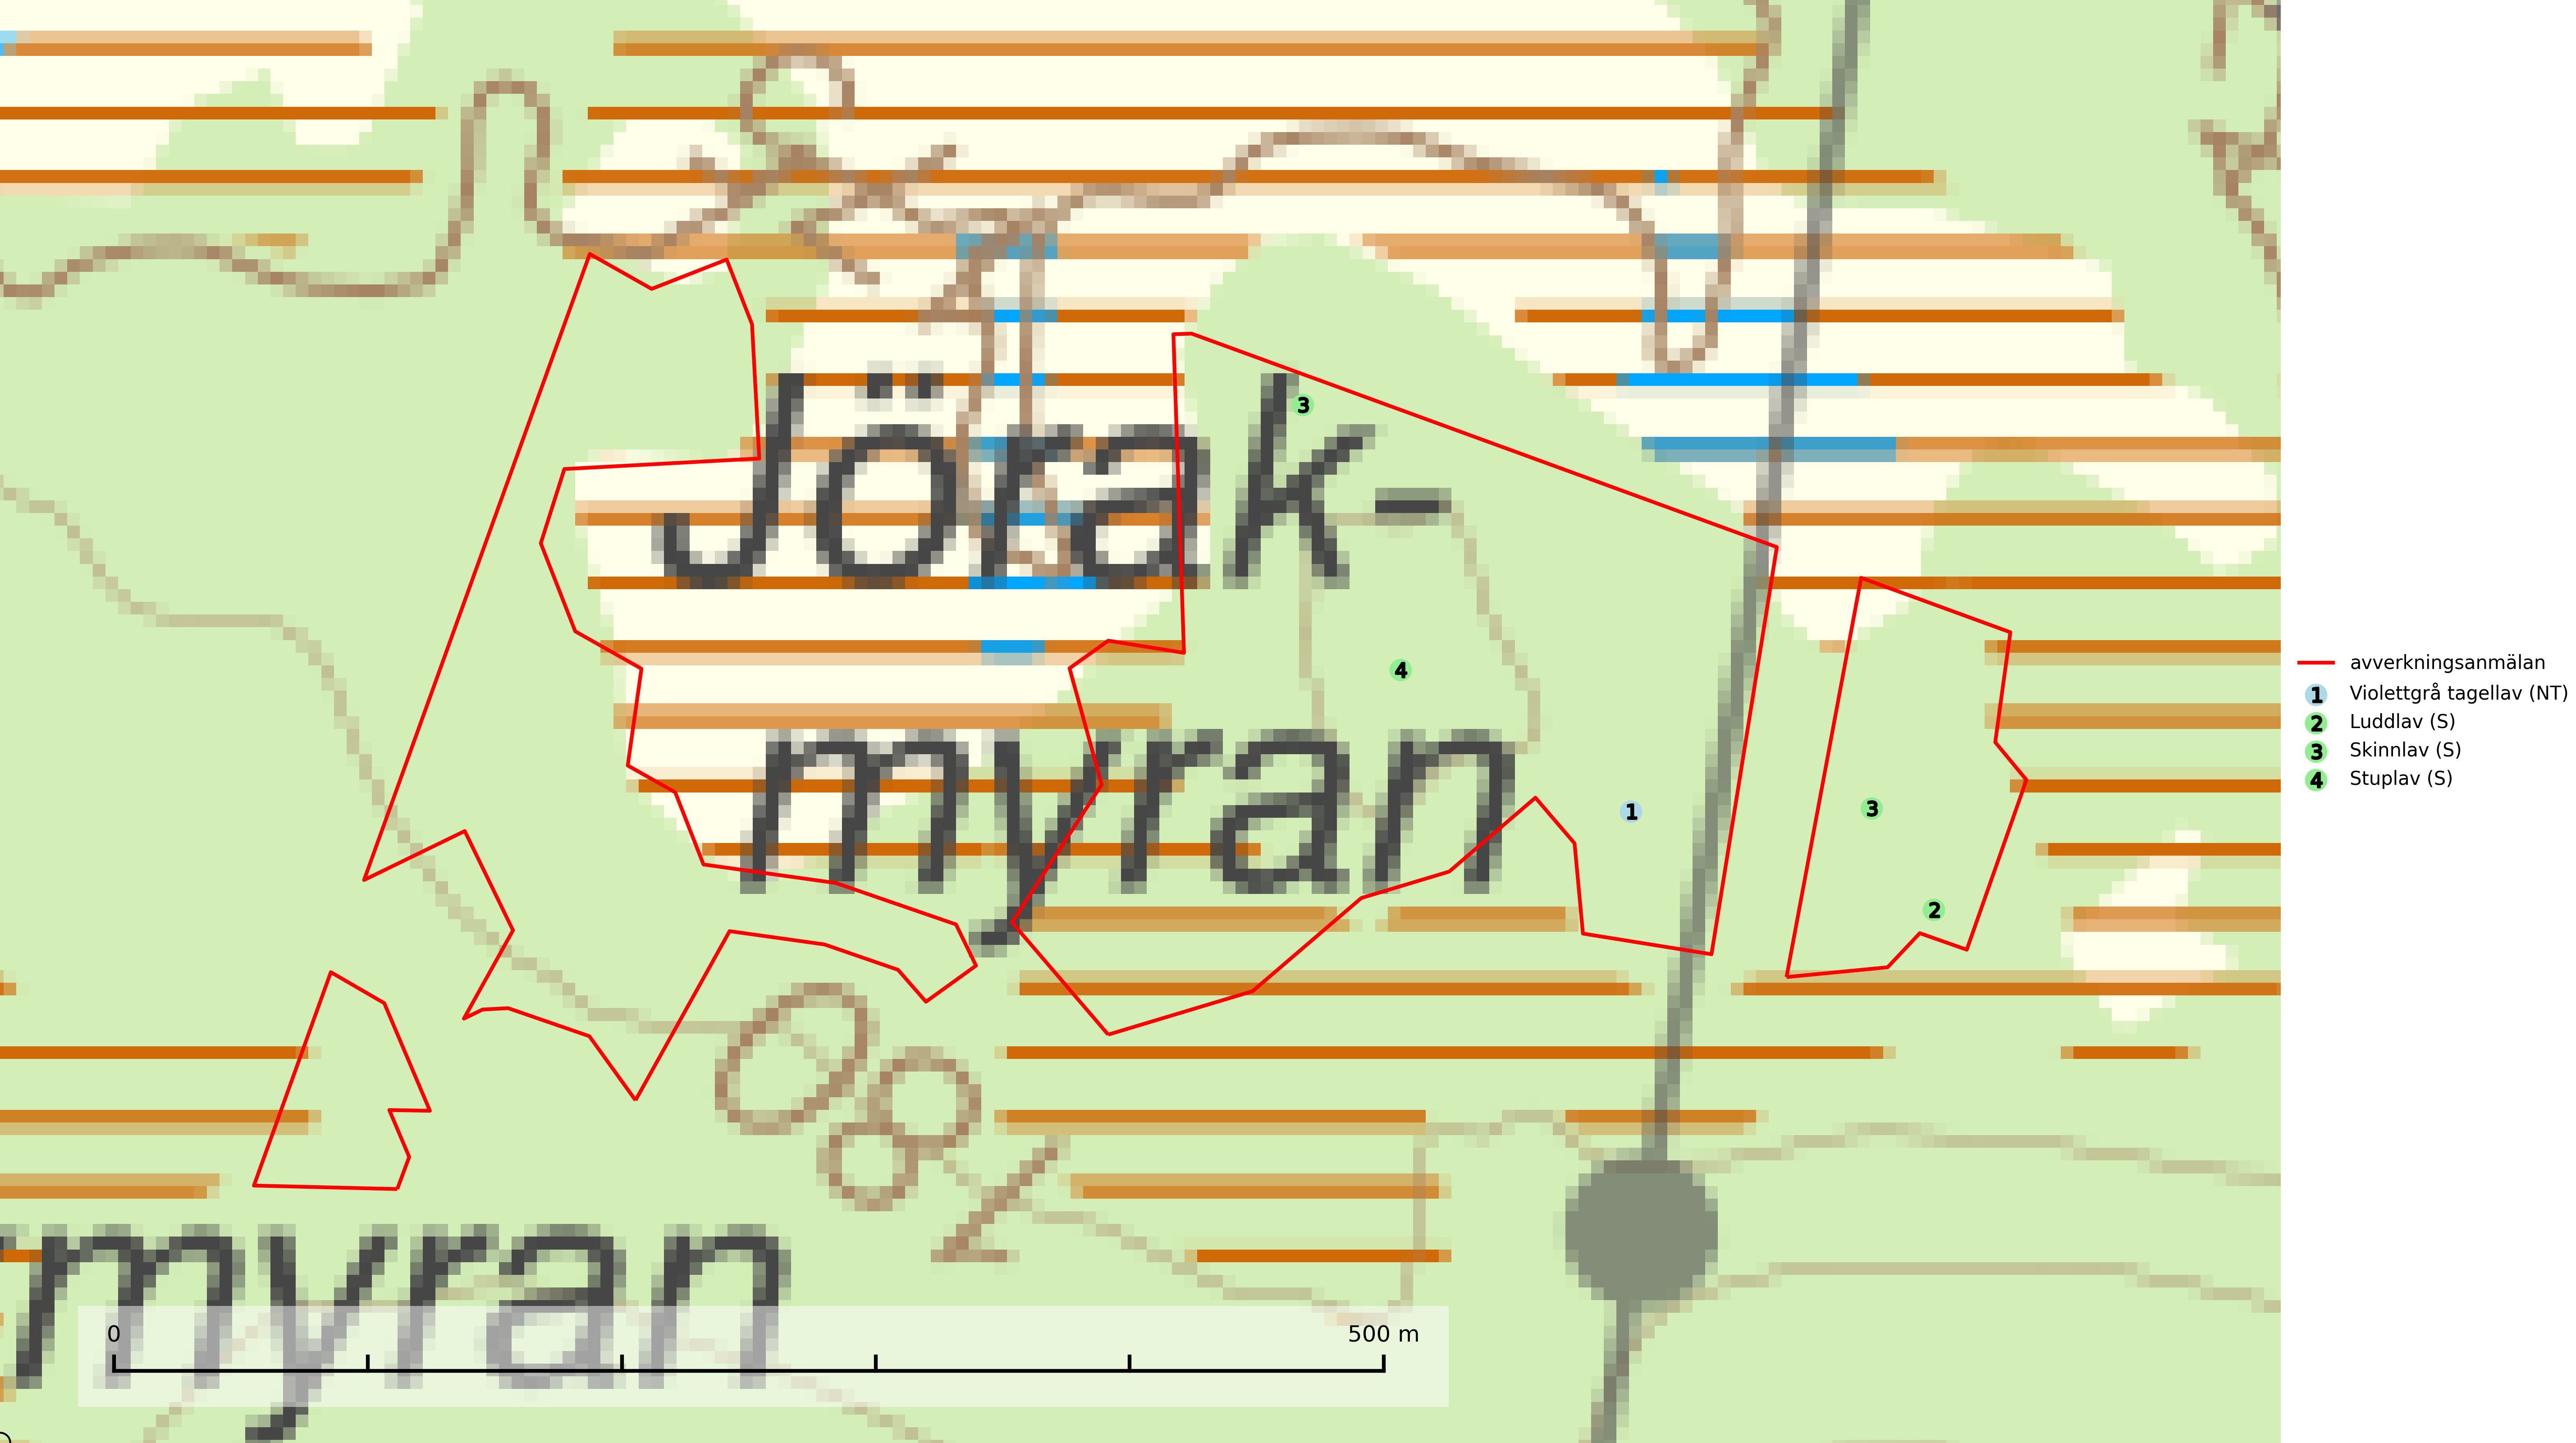 Jörak-
3
4
myran
1
3
2
082
myran
0 500 m
avverkningsanmälan
1 Violettgrå tagellav (NT)
2 Luddlav (S)
3 Skinnlav (S)
4 Stuplav (S)